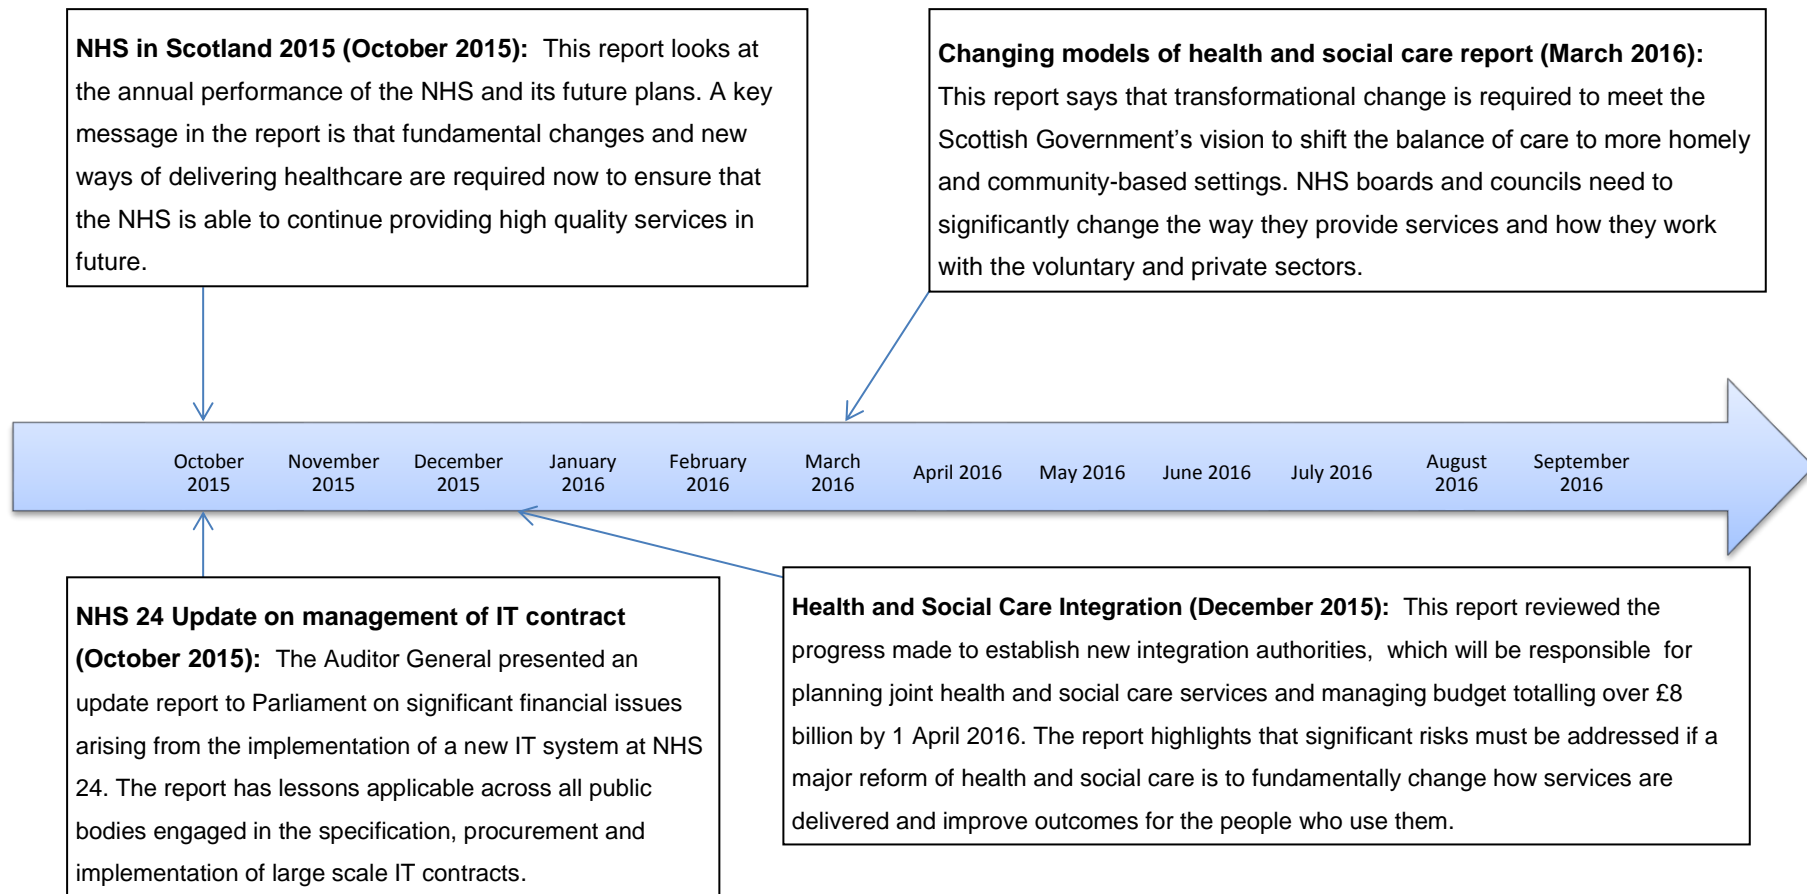 NHS in Scotland 2015 (October 2015):  This report looks at
the annual performance of the NHS and its future plans. A key
message in the report is that fundamental changes and new
ways of delivering healthcare are required now to ensure that
the NHS is able to continue providing high quality services in
future.
Changing models of health and social care report (March 2016):
This report says that transformational change is required to meet the
Scottish Government’s vision to shift the balance of care to more homely
and community-based settings. NHS boards and councils need to
significantly change the way they provide services and how they work
with the voluntary and private sectors.
October
2015
November
2015
December
2015
January
2016
February
2016
March
2016
April 2016
May 2016
June 2016
July 2016
August
2016
September
2016
NHS 24 Update on management of IT contract
(October 2015):  The Auditor General presented an
update report to Parliament on significant financial issues
arising from the implementation of a new IT system at NHS
24. The report has lessons applicable across all public
bodies engaged in the specification, procurement and
implementation of large scale IT contracts.
Health and Social Care Integration (December 2015):  This report reviewed the
progress made to establish new integration authorities,  which will be responsible  for
planning joint health and social care services and managing budget totalling over £8
billion by 1 April 2016. The report highlights that significant risks must be addressed if a
major reform of health and social care is to fundamentally change how services are
delivered and improve outcomes for the people who use them.